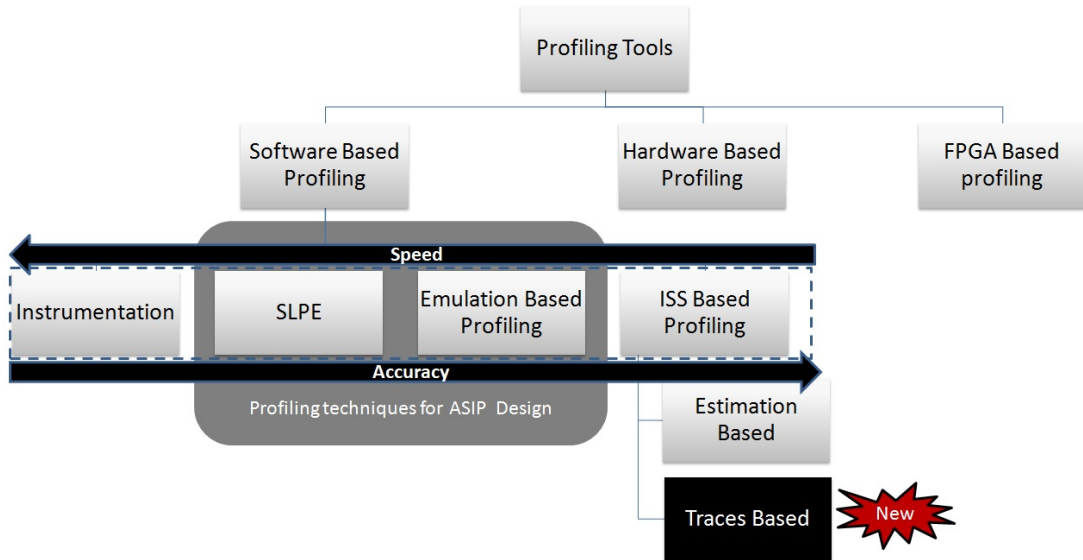 Profiling Tools
Software Based
Profiling
Hardware Based
Profiling
FPGA Based
profiling
Speed
Instrumentation
SLPE
Emulation Based
Profiling
ISS Based
Profiling
Accuracy
Profiling techniques for ASIP Design
Estimation
Based
Traces Based
New